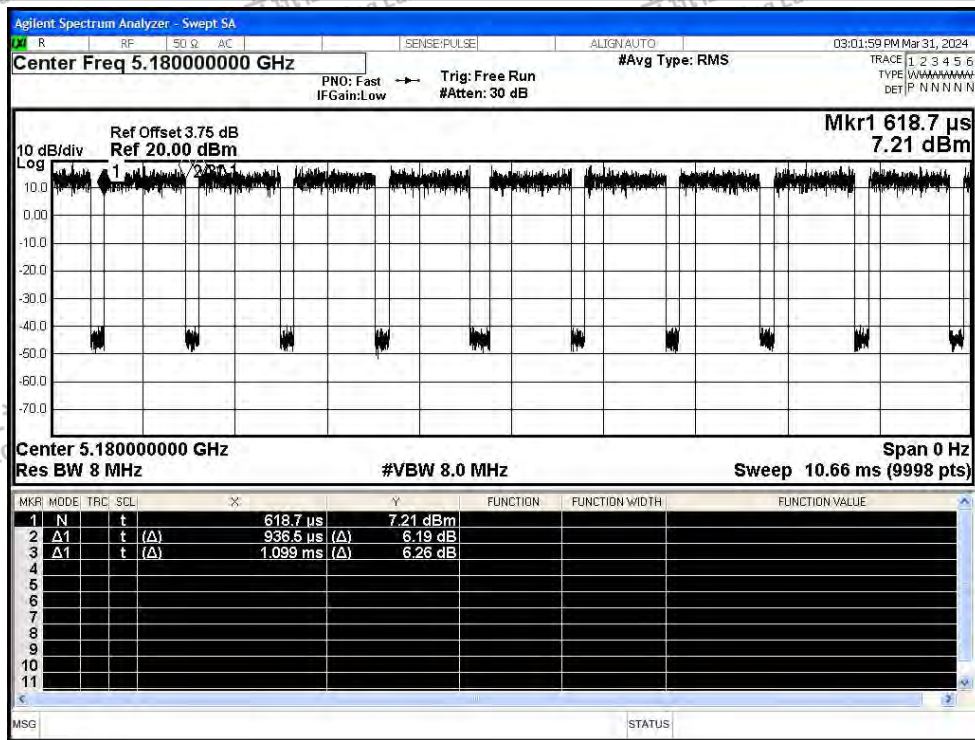 Agilent Spectrum Analyzer - Swept SA
LXI R RF 50 Ω AC SENSE:PULSE ALIGN AUTO 03:01:59 PM Mar 31, 2024
Center Freq 5.180000000 GHz #Avg Type: RMS TRACE 1 2 3 4 5 6
PNO: Fast Trig: Free Run TYPE WWWWWW
IFGain:Low #Atten: 30 dB DET P N N N N N
Mkr1 618.7 µs
Ref Offset 3.75 dB
10 dB/div Ref 20.00 dBm 7.21 dBm
Log
1
10.0
0.00
-10.0
-20.0
-30.0
-40.0
-50.0
-60.0
-70.0
Center 5.180000000 GHz Span 0 Hz
Res BW 8 MHz #VBW 8.0 MHz Sweep 10.66 ms (9998 pts)
MKR MODE TRC SCL X Y FUNCTION FUNCTION WIDTH FUNCTION VALUE
1 N t 618.7 µs 7.21 dBm
2 Δ1 t (Δ) 936.5 µs (Δ) 6.19 dB
3 Δ1 t (Δ) 1.099 ms (Δ) 6.26 dB
4
5
6
7
8
9
10
11
MSG STATUS